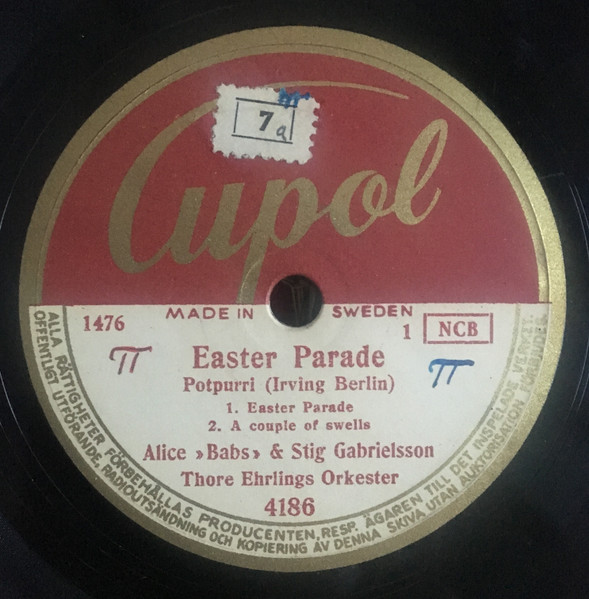 7
a
Cupol
MADE IN SWEDEN
1476
1 NCB
π π
Easter Parade
Potpurri (Irving Berlin)
1. Easter Parade
2. A couple of swells
Alice »Babs» & Stig Gabrielsson
Thore Ehrlings Orkester
4186
ALLA RÄTTIGHETER FÖRBEHÅLLAS PRODUCENTEN, RESP. ÄGAREN TILL DET INSPELADE VERKET.
OFFENTLIGT UTFÖRANDE, RADIOUTSÄNDNING OCH KOPIERING AV DENNA SKIVA UTAN AUKTORISATION FÖRBJUDES.